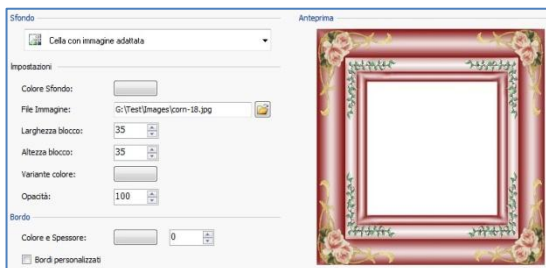 Sfondo
Anteprima
Cella con immagine adattata
Impostazioni
Colore Sfondo:
File Immagine: G:\Test\Images\corn-18.jpg
Larghezza blocco: 35
Altezza blocco: 35
Variante colore:
Opacità: 100
Bordo
Colore e Spessore: 0
Bordi personalizzati